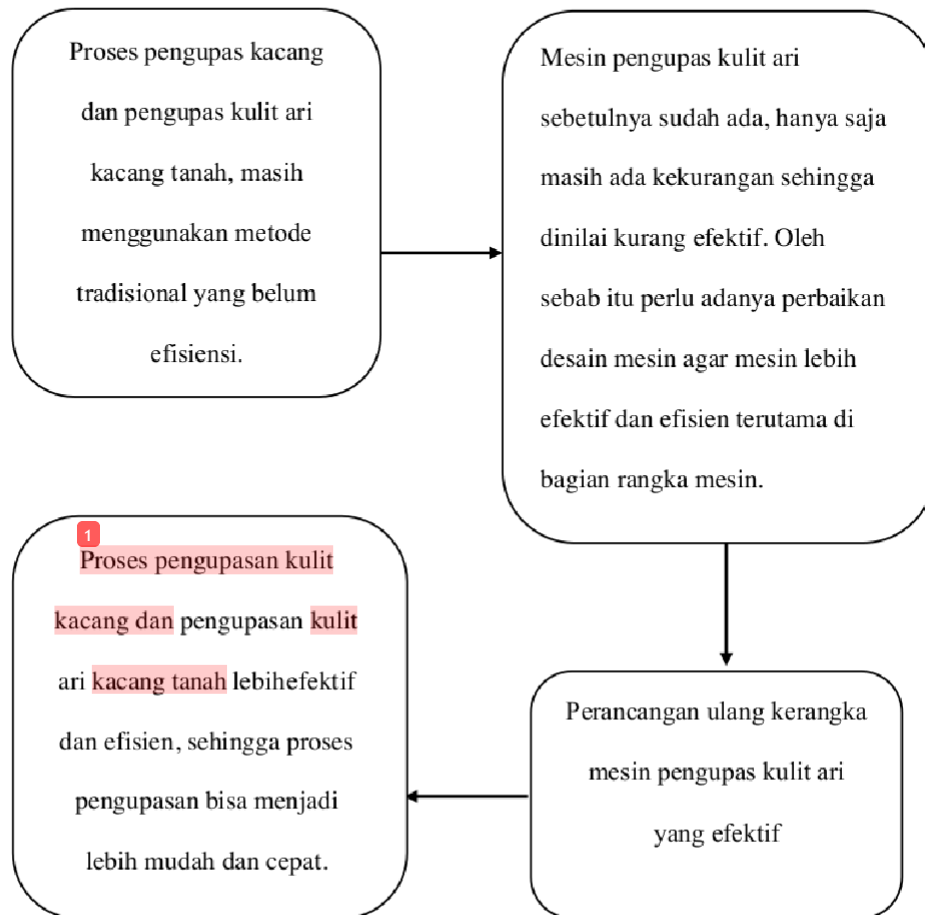 Proses pengupas kacang
dan pengupas kulit ari
kacang tanah, masih
menggunakan metode
tradisional yang belum
efisiensi.
Mesin pengupas kulit ari
sebetulnya sudah ada, hanya saja
masih ada kekurangan sehingga
dinilai kurang efektif. Oleh
sebab itu perlu adanya perbaikan
desain mesin agar mesin lebih
efektif dan efisien terutama di
bagian rangka mesin.
Perancangan ulang kerangka
mesin pengupas kulit ari
yang efektif
1
Proses pengupasan kulit
kacang dan pengupasan kulit
ari kacang tanah lebihefektif
dan efisien, sehingga proses
pengupasan bisa menjadi
lebih mudah dan cepat.